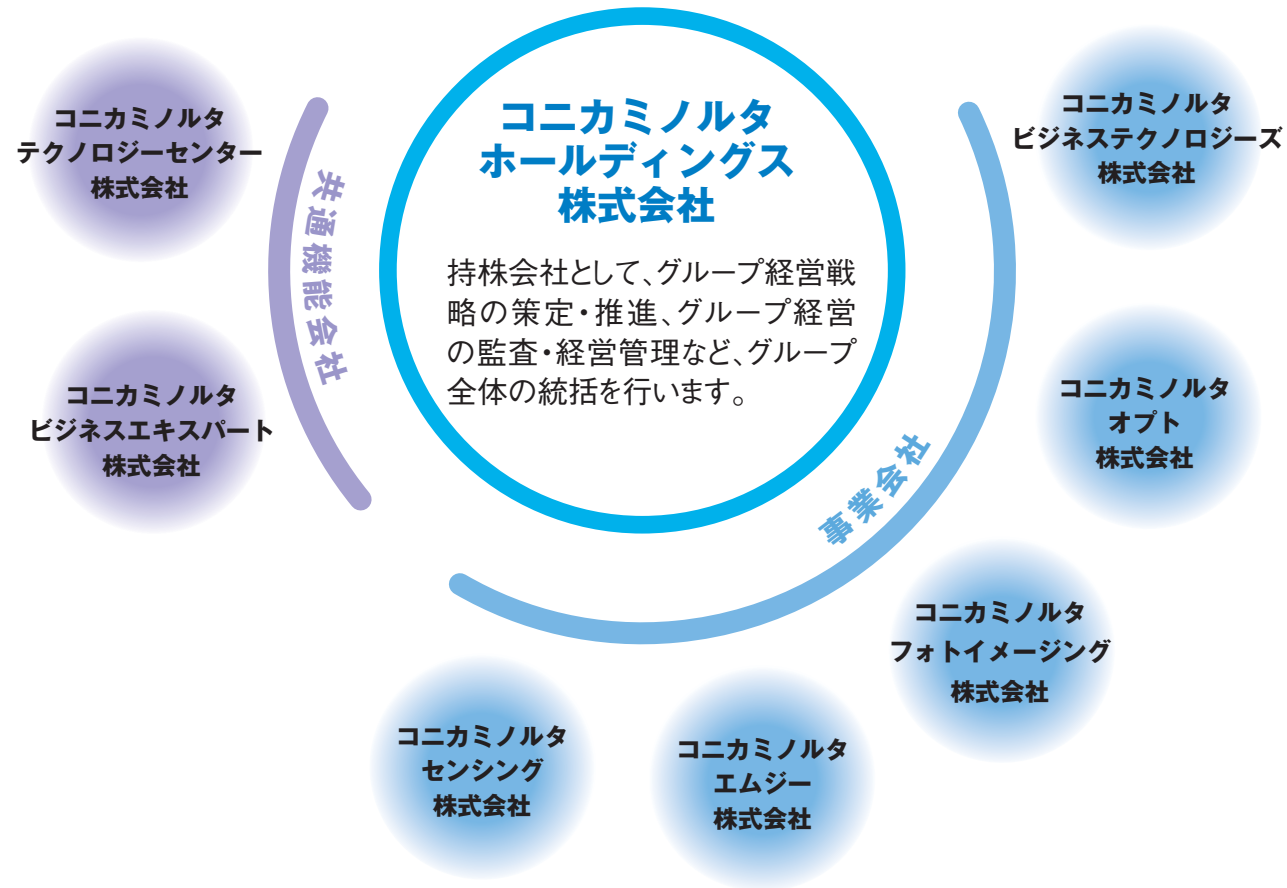 コニカミノルタ
テクノロジーセンター
株式会社
コニカミノルタ
ビジネスエキスパート
株式会社
共通機能会社
コニカミノルタ
ホールディングス
株式会社
持株会社として、グループ経営戦
略の策定・推進、グループ経営
の監査・経営管理など、グループ
全体の統括を行います。
事業会社
コニカミノルタ
ビジネステクノロジーズ
株式会社
コニカミノルタ
オプト
株式会社
コニカミノルタ
フォトイメージング
株式会社
コニカミノルタ
エムジー
株式会社
コニカミノルタ
センシング
株式会社